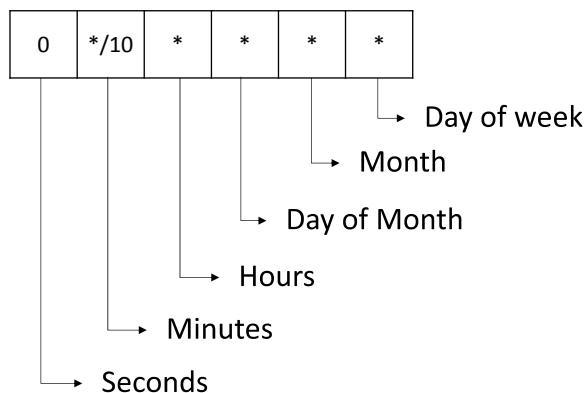 0 */10 * * * *
Day of week
Month
Day of Month
Hours
Minutes
Seconds